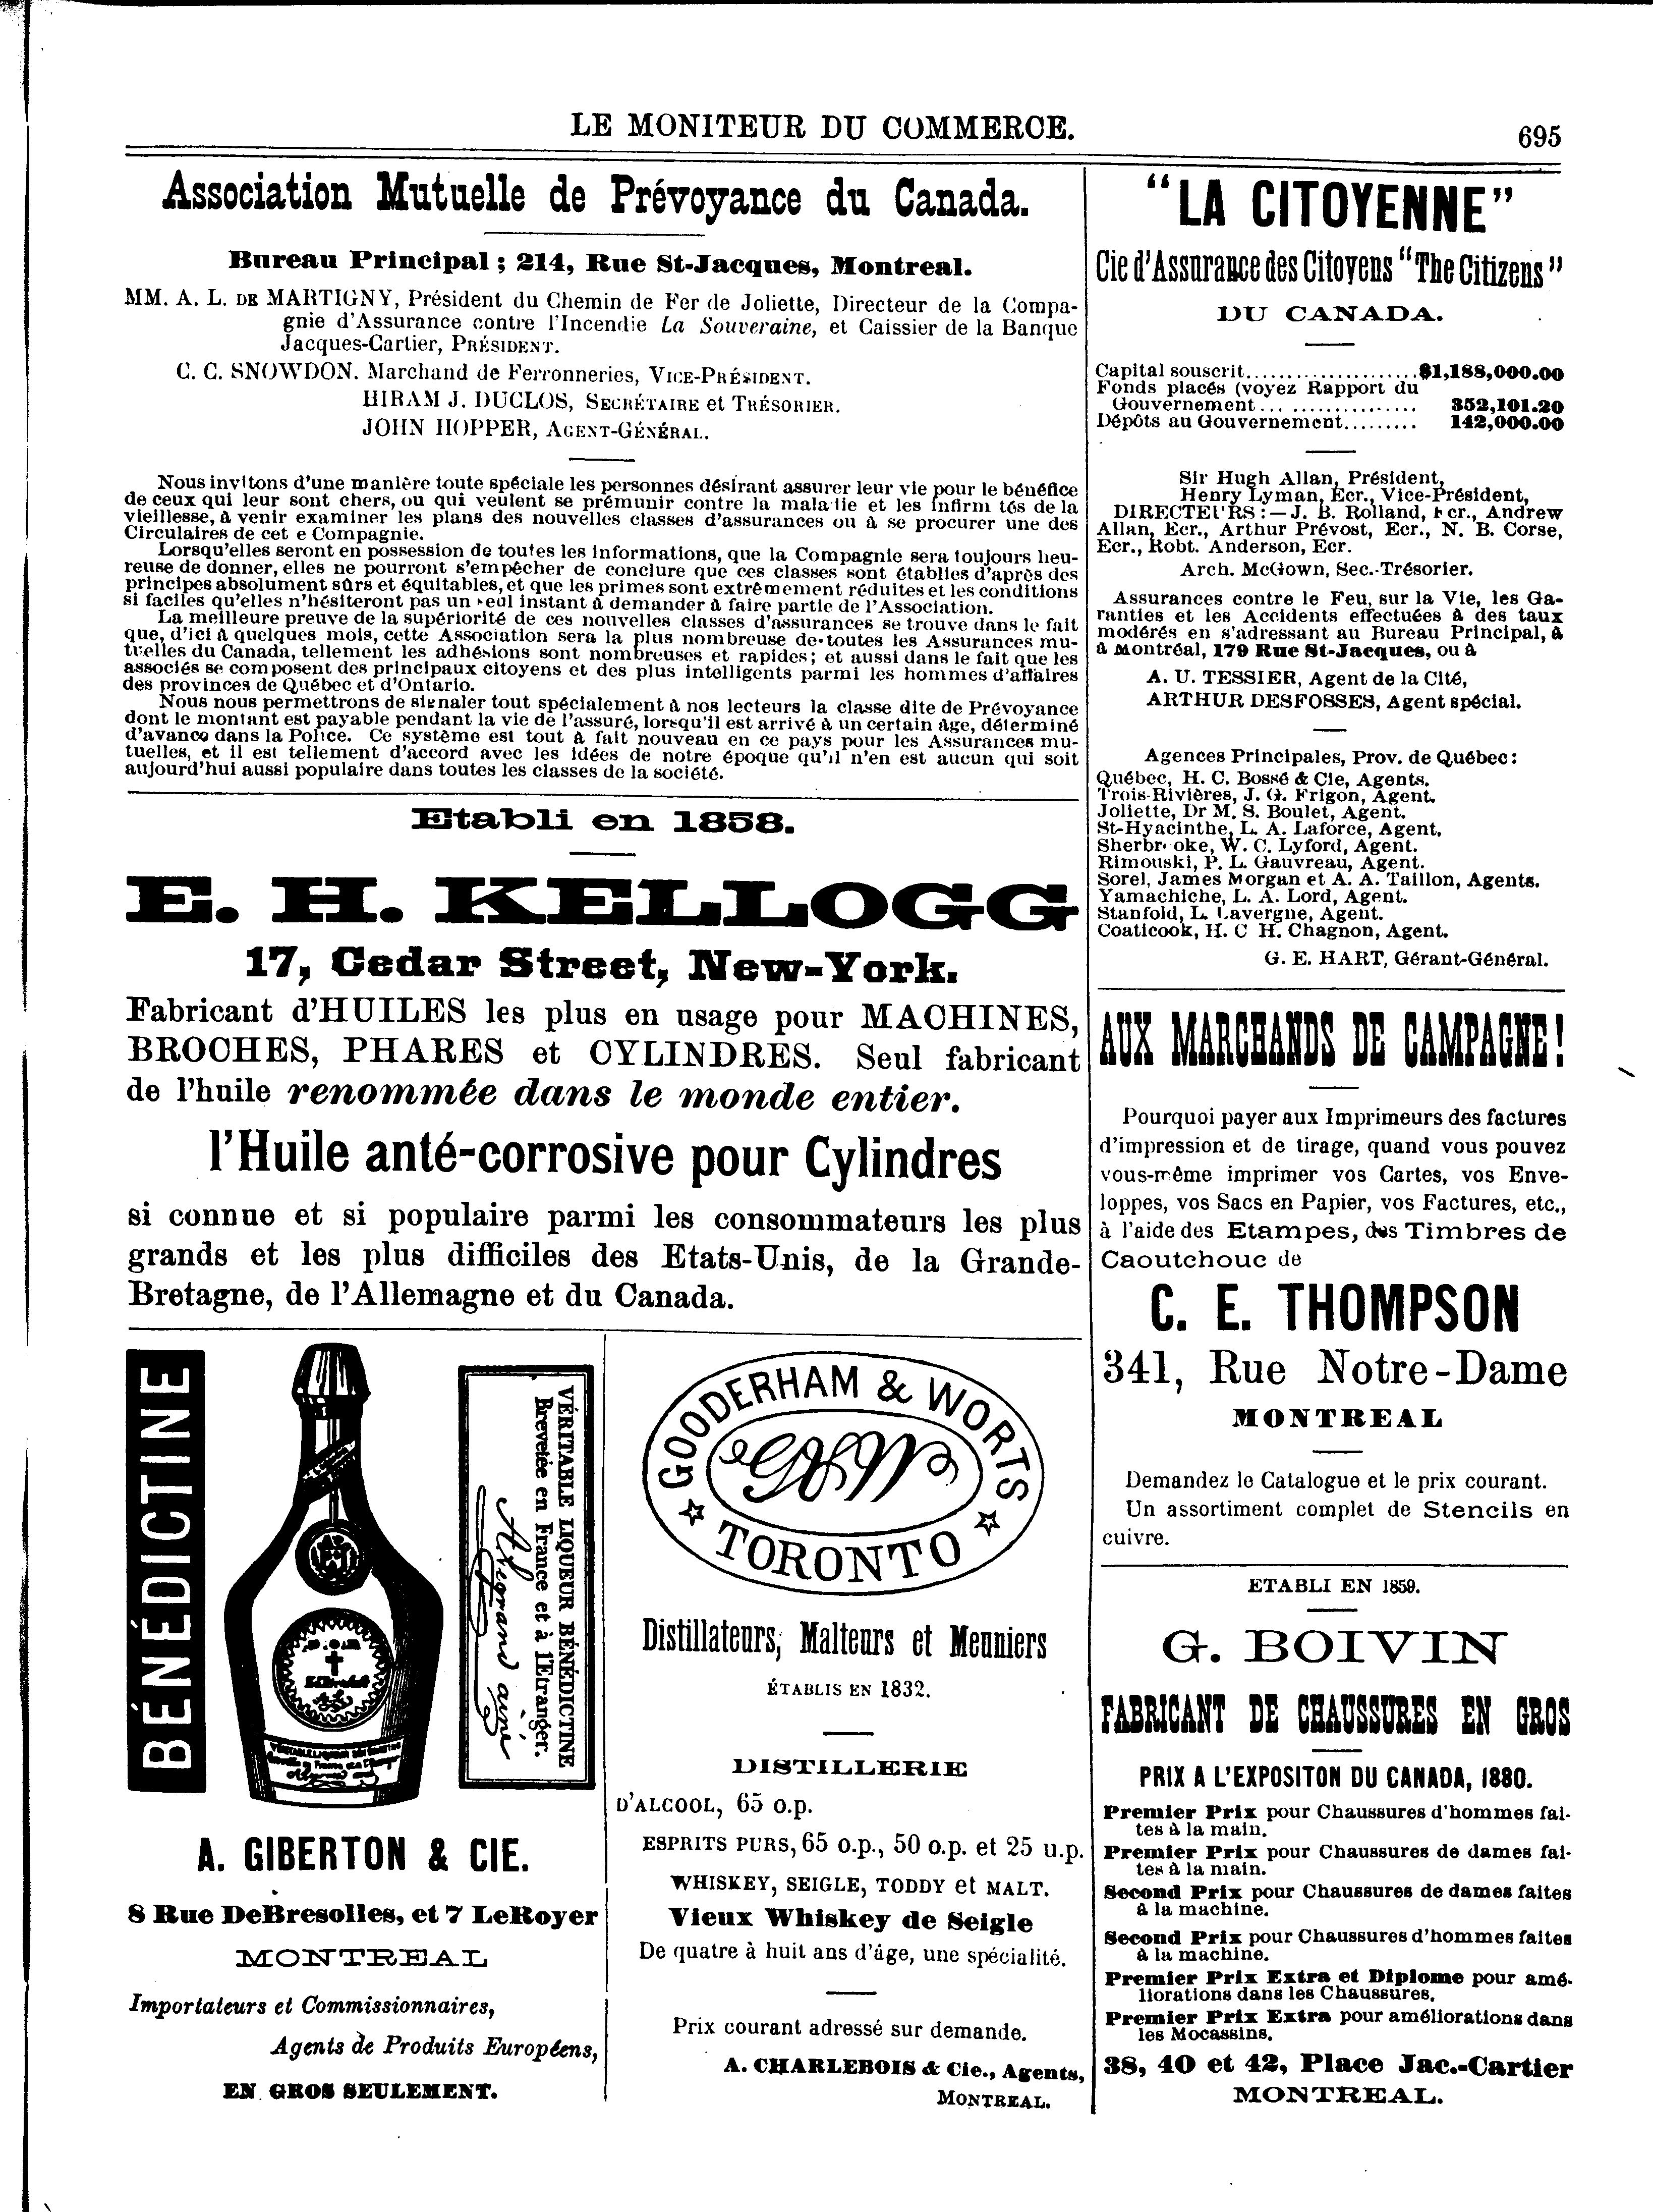 LE MONITEUR DU COMMERCE.
695
Association Mutuelle de Prévoyance du Canada.
Bureau Principal ; 214, Rue St-Jacques, Montreal.
MM. A. L. DE MARTIGNY, Président du Chemin de Fer de Joliette, Directeur de la Compa-
gnie d'Assurance contre l'Incendie La Souveraine, et Caissier de la Banque
Jacques-Cartier, PRÉSIDENT.
C. C. SNOWDON. Marchand de Ferronneries, VICE-PRÉSIDENT.
HIRAM J. DUCLOS, SECRÉTAIRE et TRÉSORIER.
JOHN HOPPER, AGENT-GÉNÉRAL.
Nous invitons d'une manière toute spéciale les personnes désirant assurer leur vie pour le bénéfice
de ceux qui leur sont chers, ou qui veulent se prémunir contre la mala ie et les infirm tés de la
vieillesse, à venir examiner les plans des nouvelles classes d'assurances ou à se procurer une des
Circulaires de cet e Compagnie.
Lorsqu'elles seront en possession de toutes les informations, que la Compagnie sera toujours heu-
reuse de donner, elles ne pourront s'empêcher de conclure que ces classes sont établies d'après des
principes absolument sûrs et équitables, et que les primes sont extrêmement réduites et les conditions
si faciles qu'elles n'hésiteront pas un seul instant à demander à faire partie de l'Association.
La meilleure preuve de la supériorité de ces nouvelles classes d'assurances se trouve dans le fait
que, d'ici à quelques mois, cette Association sera la plus nombreuse de toutes les Assurances mu-
tuelles du Canada, tellement les adhésions sont nombreuses et rapides; et aussi dans le fait que les
associés se composent des principaux citoyens et des plus intelligents parmi les hommes d'affaires
des provinces de Québec et d'Ontario.
Nous nous permettrons de signaler tout spécialement à nos lecteurs la classe dite de Prévoyance
dont le montant est payable pendant la vie de l'assuré, lorsqu'il est arrivé à un certain âge, déterminé
d'avance dans la Police. Ce système est tout à fait nouveau en ce pays pour les Assurances mu-
tuelles, et il est tellement d'accord avec les idées de notre époque qu'il n'en est aucun qui soit
aujourd'hui aussi populaire dans toutes les classes de la société.
Etabli en 1858.
E. H. KELLOGG
17, Cedar Street, New-York.
Fabricant d'HUILES les plus en usage pour MACHINES,
BROCHES, PHARES et CYLINDRES. Seul fabricant
de l'huile renommée dans le monde entier.
l'Huile anté-corrosive pour Cylindres
si connue et si populaire parmi les consommateurs les plus
grands et les plus difficiles des Etats-Unis, de la Grande-
Bretagne, de l'Allemagne et du Canada.
BÉNÉDICTINE
VÉRITABLE LIQUEUR BÉNÉDICTINE
Brevetée en France et à l'Etranger.
A. GIBERTON & CIE.
8 Rue DeBresolles, et 7 LeRoyer
MONTREAL
Importateurs et Commissionnaires,
Agents de Produits Européens,
EN GROS SEULEMENT.
GOODERHAM & WORTS
G&W
TORONTO
Distillateurs, Malteurs et Meuniers
ÉTABLIS EN 1832.
DISTILLERIE
D'ALCOOL, 65 o.p.
ESPRITS PURS, 65 o.p., 50 o.p. et 25 u.p.
WHISKEY, SEIGLE, TODDY et MALT.
Vieux Whiskey de Seigle
De quatre à huit ans d'âge, une spécialité.
Prix courant adressé sur demande.
A. CHARLEBOIS & Cie., Agents,
MONTREAL.
"LA CITOYENNE"
Cie d'Assurance des Citoyens "The Citizens"
DU CANADA.
Capital souscrit.....................$1,188,000.00
Fonds placés (voyez Rapport du
Gouvernement.................. 352,101.20
Dépôts au Gouvernement......... 142,000.00
Sir Hugh Allan, Président,
Henry Lyman, Ecr., Vice-Président,
DIRECTEURS :—J. B. Rolland, Ecr., Andrew
Allan, Ecr., Arthur Prévost, Ecr., N. B. Corse,
Ecr., Robt. Anderson, Ecr.
Arch. McGown, Sec.-Trésorier.
Assurances contre le Feu, sur la Vie, les Ga-
ranties et les Accidents effectuées à des taux
modérés en s'adressant au Bureau Principal, à
à Montréal, 179 Rue St-Jacques, ou à
A. U. TESSIER, Agent de la Cité,
ARTHUR DESFOSSES, Agent spécial.
Agences Principales, Prov. de Québec :
Québec, H. C. Bossé & Cie, Agents.
Trois-Rivières, J. G. Frigon, Agent.
Joliette, Dr M. S. Boulet, Agent.
St-Hyacinthe, L. A. Laforce, Agent.
Sherbrooke, W. C. Lyford, Agent.
Rimouski, P. L. Gauvreau, Agent.
Sorel, James Morgan et A. A. Taillon, Agents.
Yamachiche, L. A. Lord, Agent.
Stanfold, L. Lavergne, Agent.
Coaticook, H. C H. Chagnon, Agent.
G. E. HART, Gérant-Général.
AUX MARCHANDS DE CAMPAGNE!
Pourquoi payer aux Imprimeurs des factures
d'impression et de tirage, quand vous pouvez
vous-même imprimer vos Cartes, vos Enve-
loppes, vos Sacs en Papier, vos Factures, etc.,
à l'aide des Etampes, des Timbres de
Caoutchouc de
C. E. THOMPSON
341, Rue Notre-Dame
MONTREAL
Demandez le Catalogue et le prix courant.
Un assortiment complet de Stencils en
cuivre.
ETABLI EN 1859.
G. BOIVIN
FABRICANT DE CHAUSSURES EN GROS
PRIX A L'EXPOSITON DU CANADA, 1880.
Premier Prix pour Chaussures d'hommes fai-
tes à la main.
Premier Prix pour Chaussures de dames fai-
tes à la main.
Second Prix pour Chaussures de dames faites
à la machine.
Second Prix pour Chaussures d'hommes faites
à la machine.
Premier Prix Extra et Diplome pour amé-
liorations dans les Chaussures.
Premier Prix Extra pour améliorations dans
les Mocassins.
38, 40 et 42, Place Jac.-Cartier
MONTREAL.